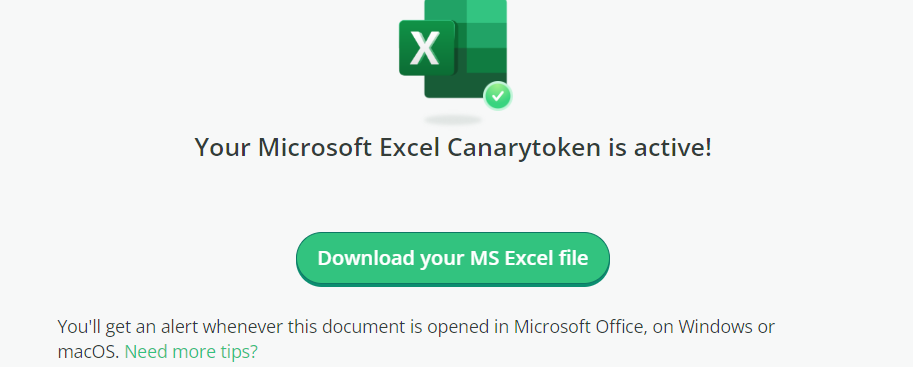 X
Your Microsoft Excel Canarytoken is active!
Download your MS Excel file
You'll get an alert whenever this document is opened in Microsoft Office, on Windows or
macOS. Need more tips?